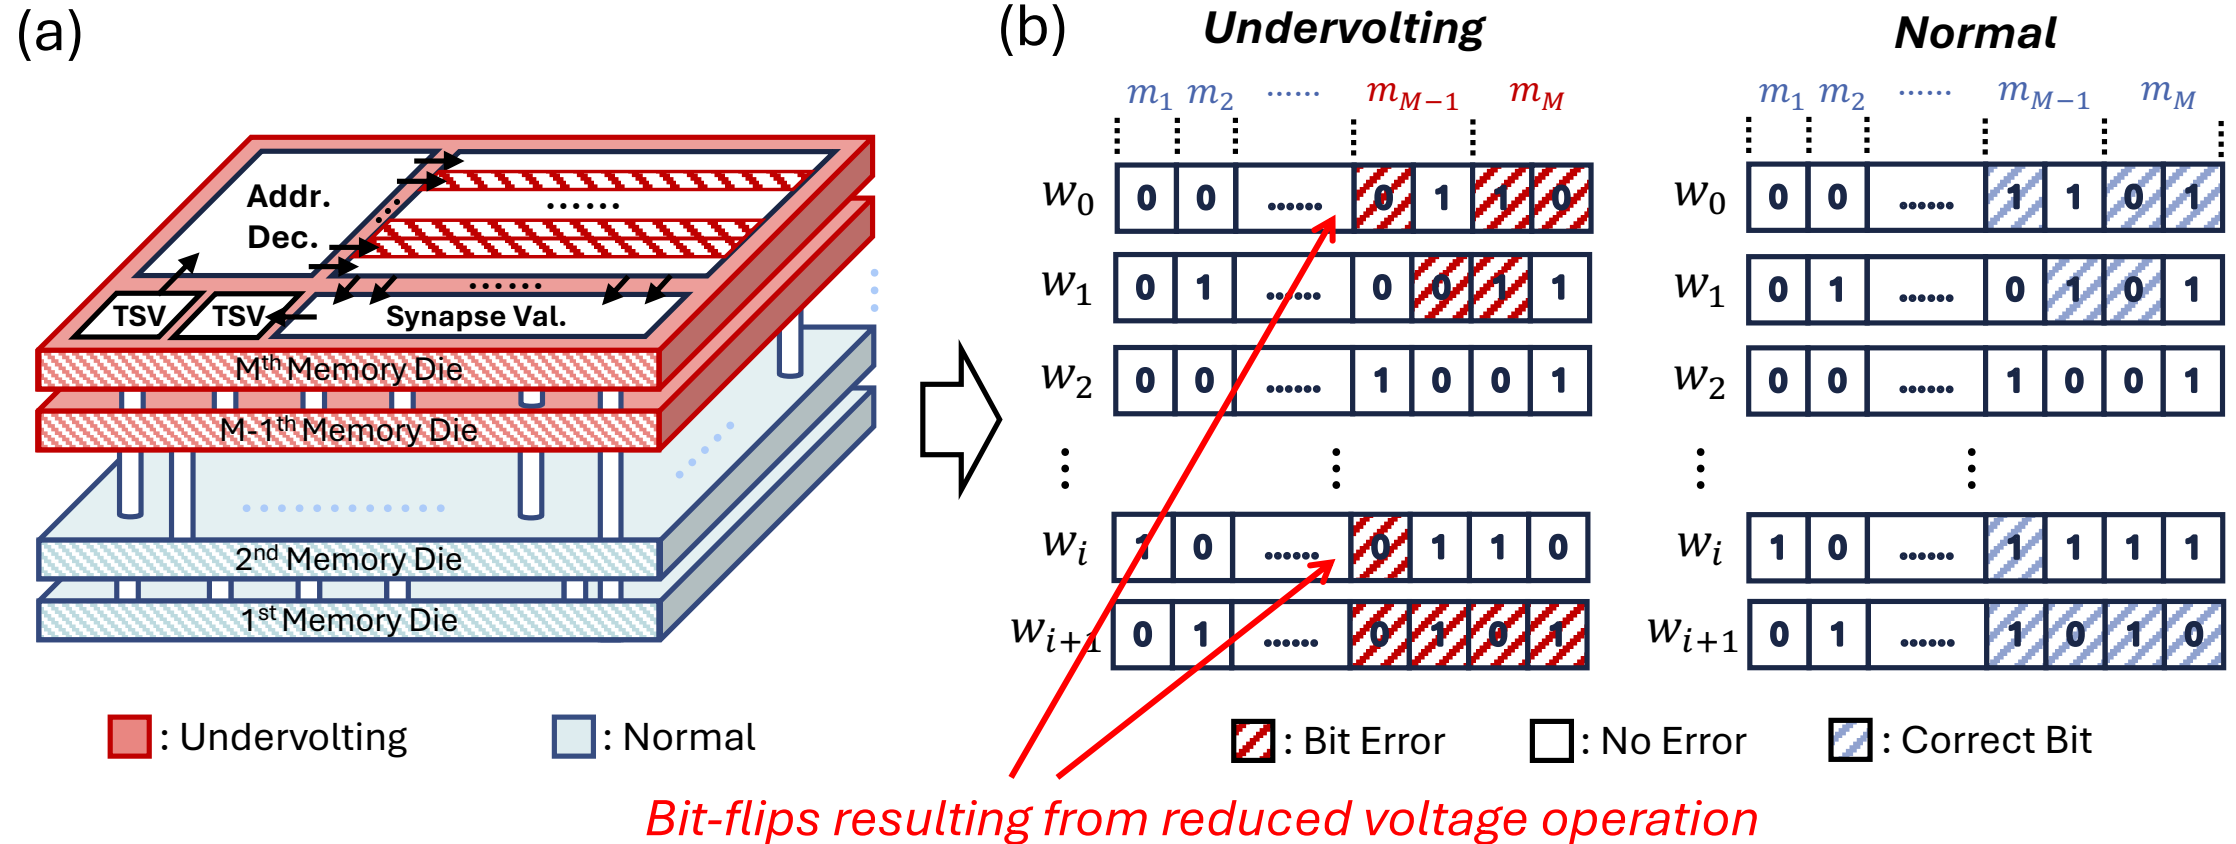 (a)
Addr.
Dec.
......
......
TSV TSV Synapse Val.
Mth Memory Die
M-1th Memory Die
2nd Memory Die
1st Memory Die
: Undervolting : Normal
(b)
Undervolting
m1 m2 ...... mM−1 mM
w0 0 0 ...... 0 1 1 0
w1 0 1 ...... 0 0 1 1
w2 0 0 ...... 1 0 0 1
wi 1 0 ...... 0 1 1 0
wi+1 0 1 ...... 0 1 0 1
Normal
m1 m2 ...... mM−1 mM
w0 0 0 ...... 1 1 0 1
w1 0 1 ...... 0 1 0 1
w2 0 0 ...... 1 0 0 1
wi 1 0 ...... 1 1 1 1
wi+1 0 1 ...... 1 0 1 0
: Bit Error : No Error : Correct Bit
Bit-flips resulting from reduced voltage operation